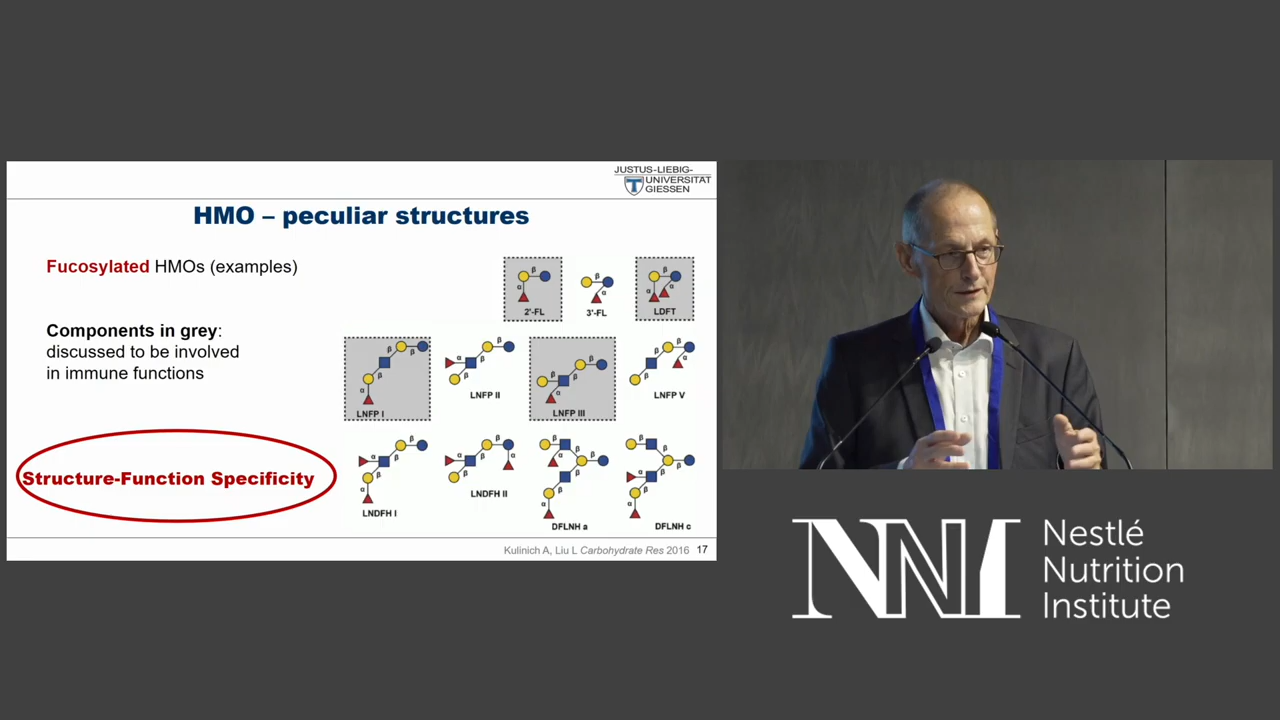 JUSTUS-LIEBIG-
UNIVERSITÄT
GIESSEN
HMO – peculiar structures
Fucosylated HMOs (examples)
Components in grey:
discussed to be involved
in immune functions
Structure-Function Specificity
β
α
2'-FL
β
α
3'-FL
β
α
α
LDFT
β
β
β
α
LNFP I
α
β
β
β
LNFP II
β
β
β
α
LNFP III
β
β
β
α
LNFP V
α
β
β
β
α
LNDFH I
α
β
β
β
α
LNDFH II
β
α
β
β
β
β
α
DFLNH a
β
β
α
β
β
β
α
DFLNH c
Kulinich A, Liu L Carbohydrate Res 2016 17
NNI
Nestlé
Nutrition
Institute